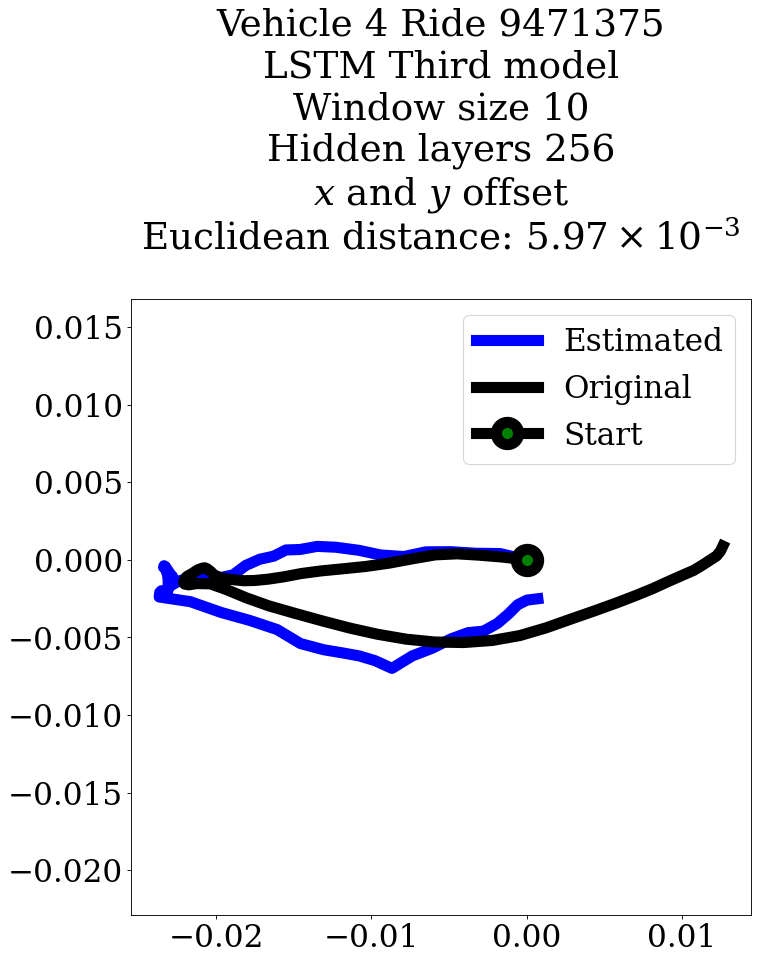 Vehicle 4 Ride 9471375
LSTM Third model
Window size 10
Hidden layers 256
x and y offset
Euclidean distance: 5.97 × 10⁻³
Estimated
Original
Start
0.015
0.010
0.005
0.000
−0.005
−0.010
−0.015
−0.020
−0.02 −0.01 0.00 0.01